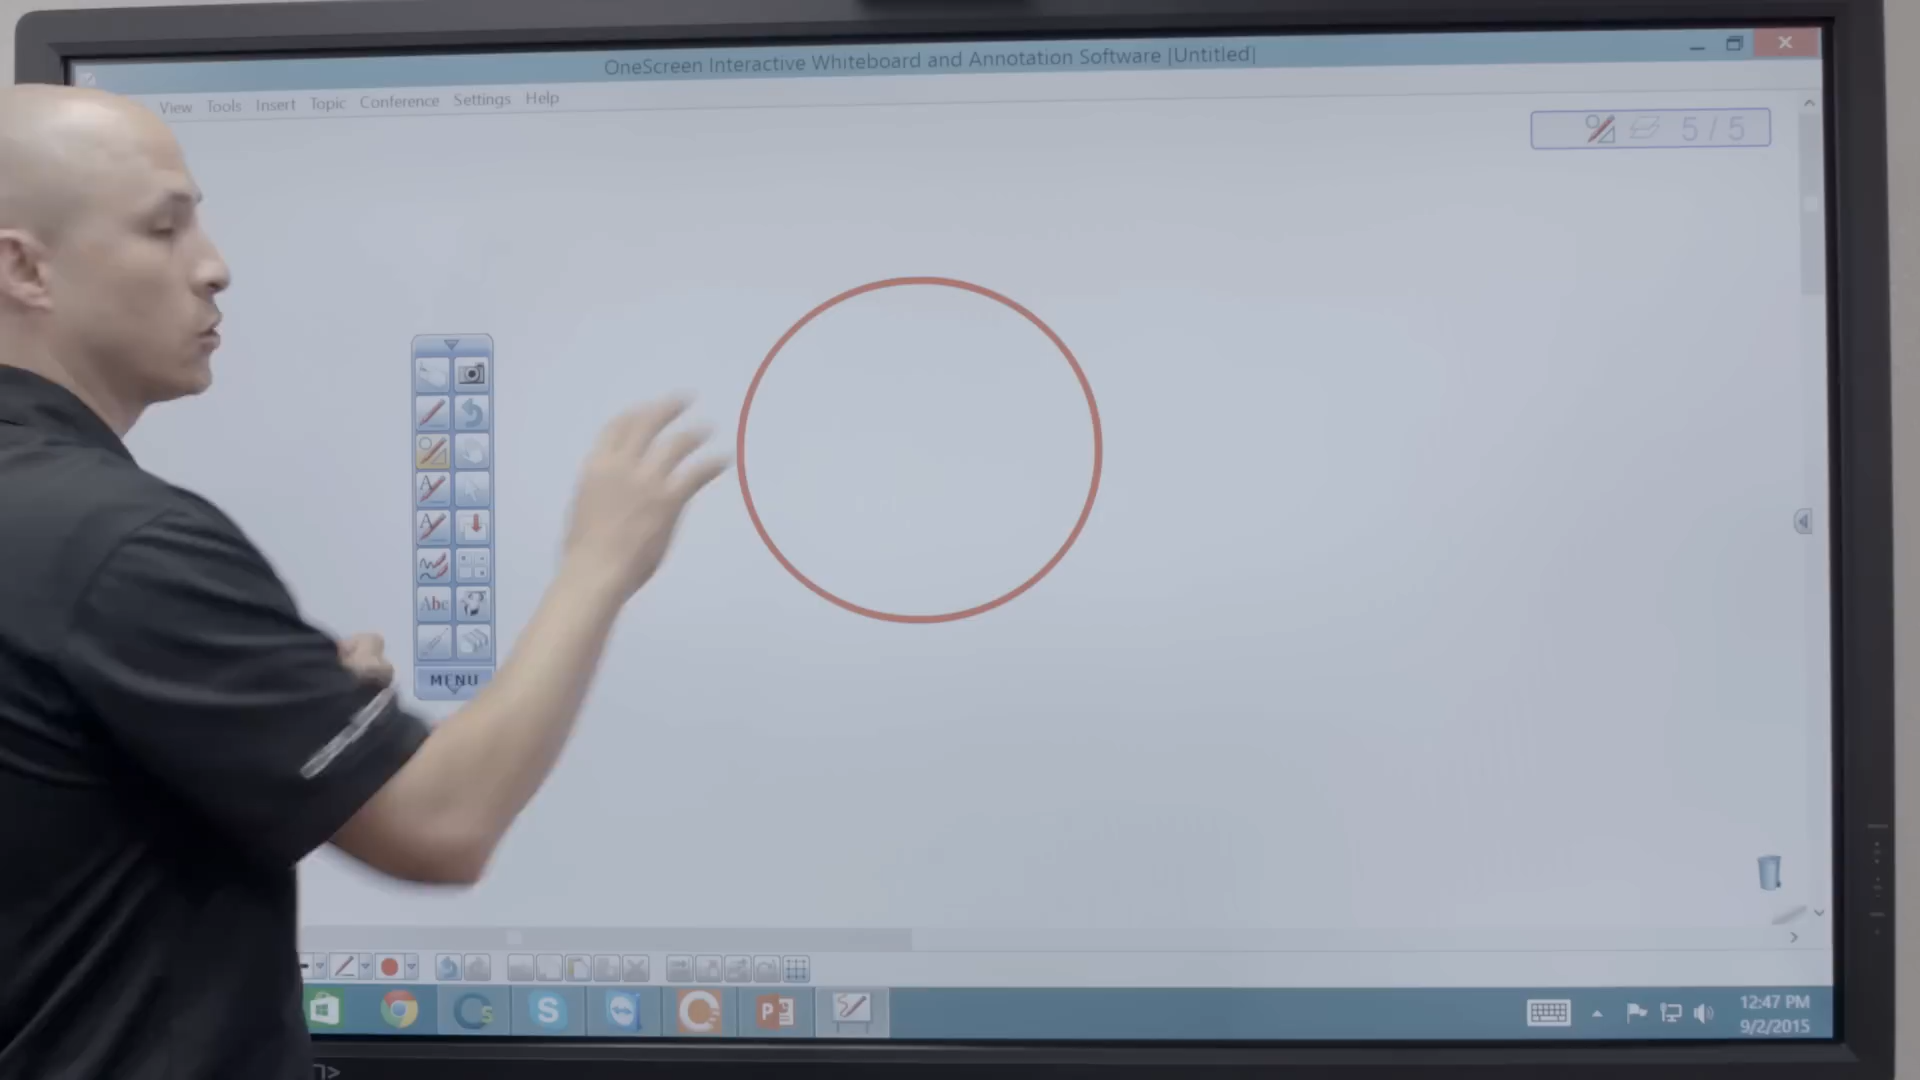 OneScreen Interactive Whiteboard and Annotation Software [Untitled]
View Tools Insert Topic Conference Settings Help
5 / 5
A
A
Abc
MENU
S
P
12:47 PM
9/2/2015